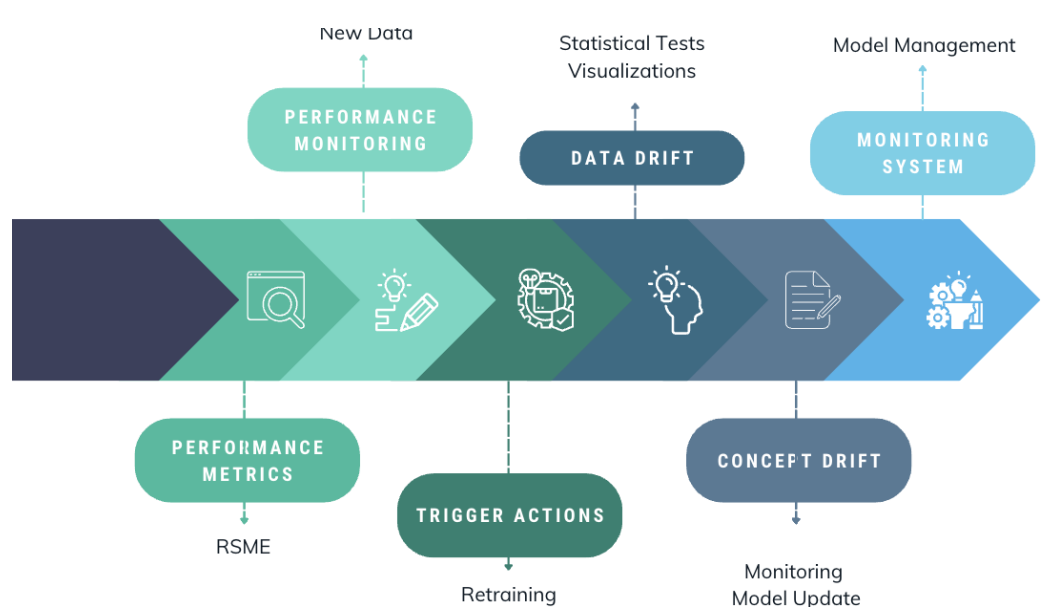 New Data
Statistical Tests
Visualizations
Model Management
PERFORMANCE
MONITORING
DATA DRIFT
MONITORING
SYSTEM
PERFORMANCE
METRICS
CONCEPT DRIFT
TRIGGER ACTIONS
RSME
Retraining
Monitoring
Model Update